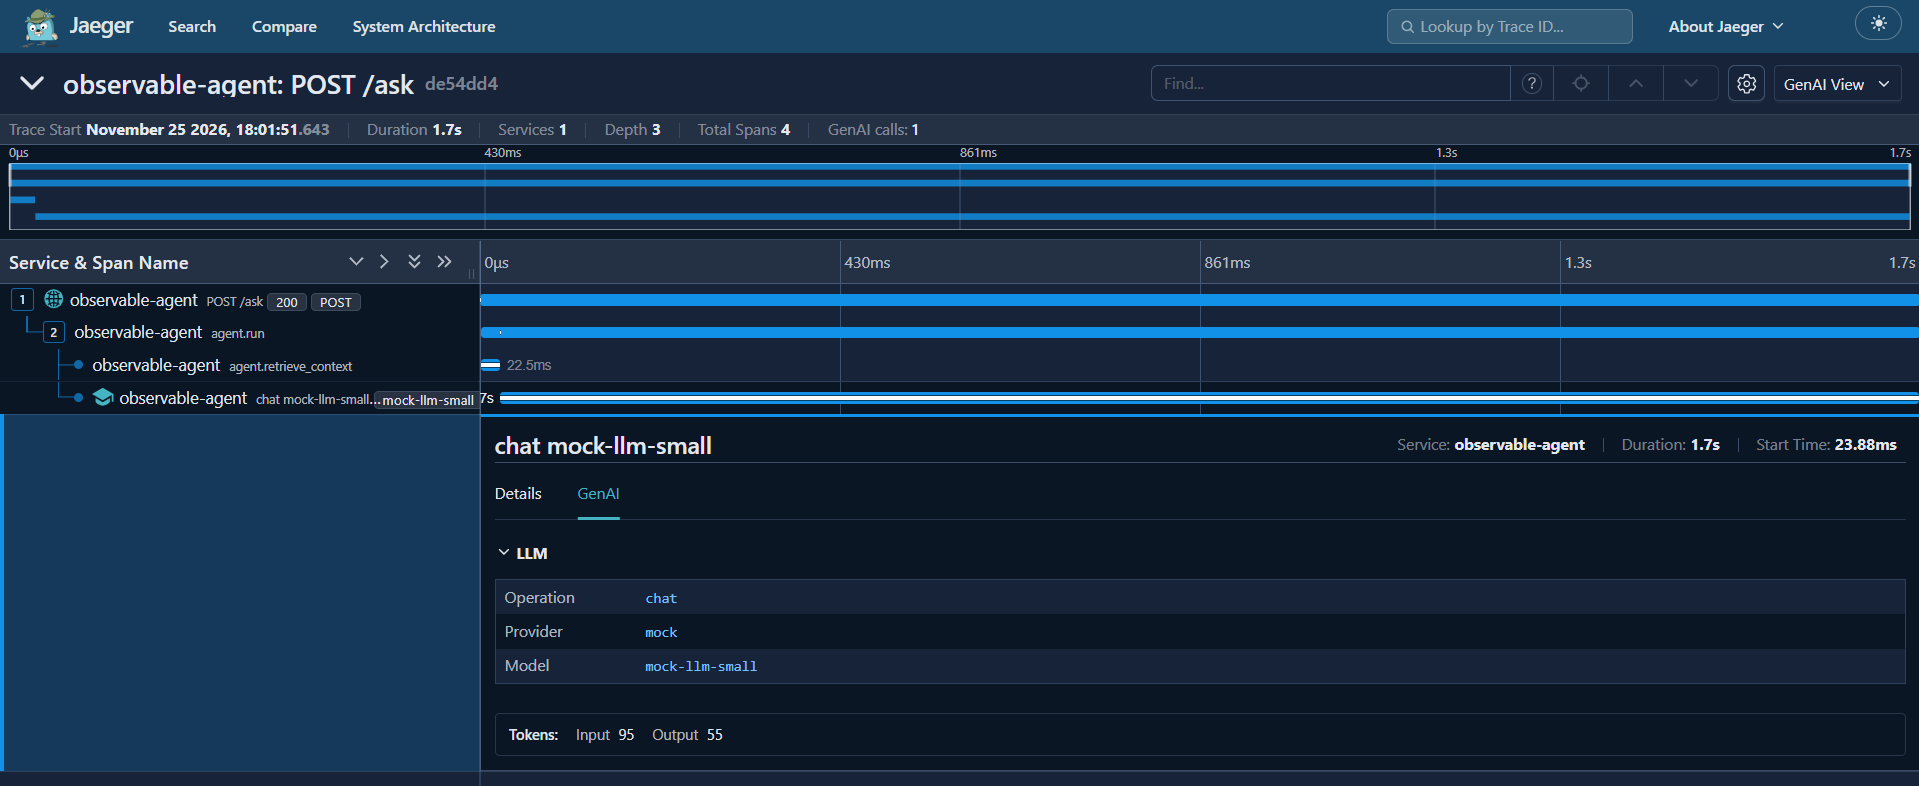 Jaeger Search Compare System Architecture Lookup by Trace ID... About Jaeger
observable-agent: POST /ask de54dd4 Find... ? GenAI View
Trace Start November 25 2026, 18:01:51.643 Duration 1.7s Services 1 Depth 3 Total Spans 4 GenAI calls: 1
0μs 430ms 861ms 1.3s 1.7s
Service & Span Name 0μs 430ms 861ms 1.3s 1.7s
1 observable-agent POST /ask 200 POST
2 observable-agent agent.run
observable-agent agent.retrieve_context 22.5ms
observable-agent chat mock-llm-small... mock-llm-small 7s
chat mock-llm-small Service: observable-agent Duration: 1.7s Start Time: 23.88ms
Details GenAI
LLM
Operation chat
Provider mock
Model mock-llm-small
Tokens: Input 95 Output 55